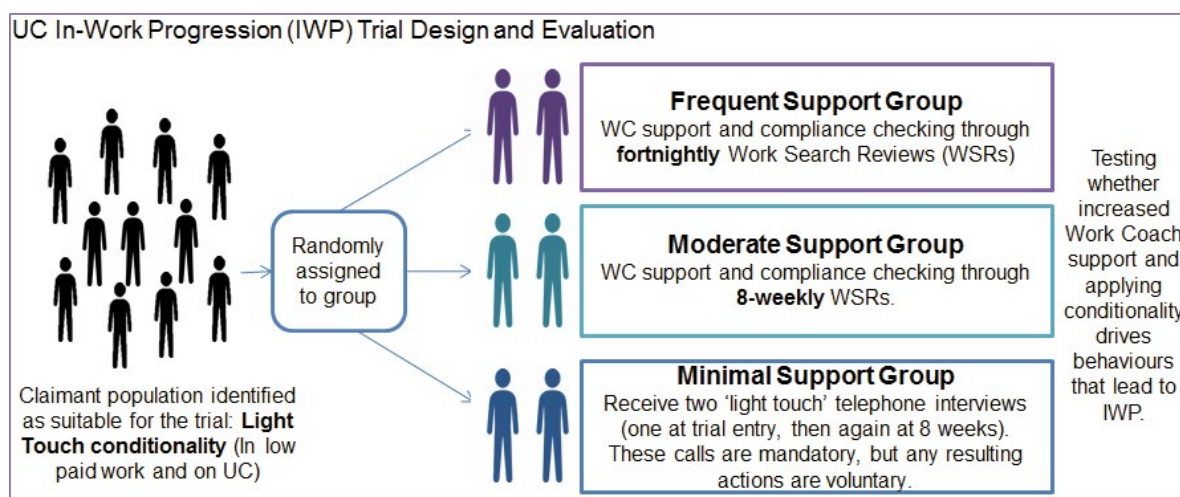 UC In-Work Progression (IWP) Trial Design and Evaluation
Claimant population identified
as suitable for the trial: Light
Touch conditionality (In low
paid work and on UC)
Randomly
assigned
to group
Frequent Support Group
WC support and compliance checking through
fortnightly Work Search Reviews (WSRs)
Moderate Support Group
WC support and compliance checking through
8-weekly WSRs.
Minimal Support Group
Receive two ‘light touch’ telephone interviews
(one at trial entry, then again at 8 weeks).
These calls are mandatory, but any resulting
actions are voluntary.
Testing
whether
increased
Work Coach
support and
applying
conditionality
drives
behaviours
that lead to
IWP.